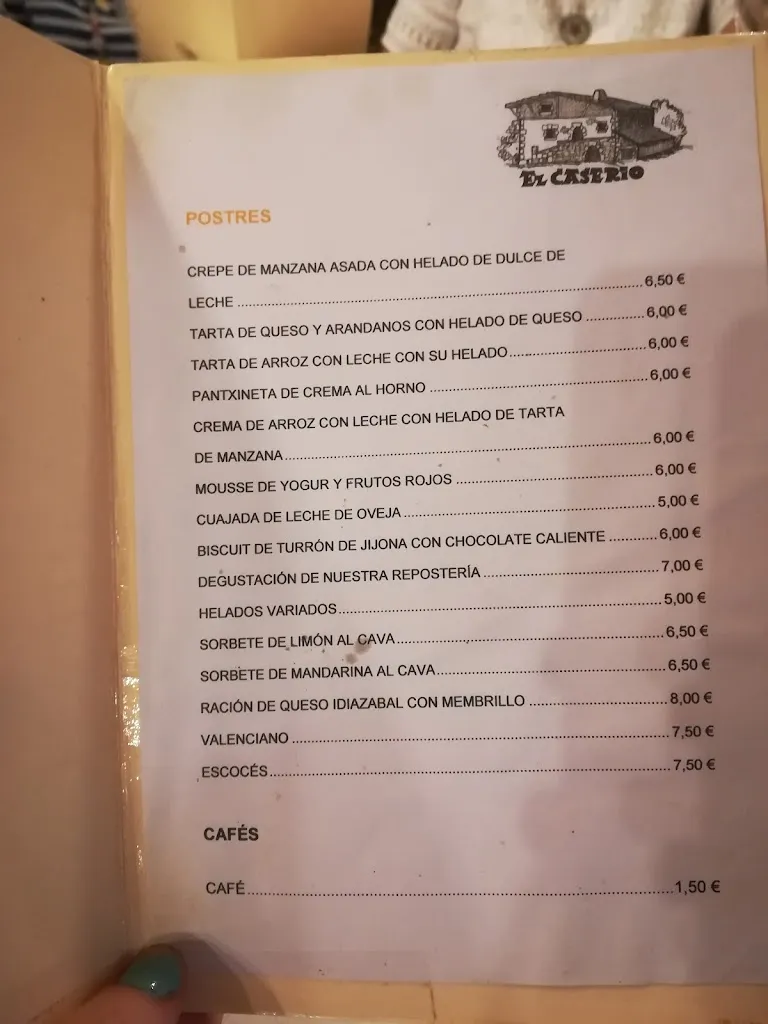 EL CASERIO
POSTRES
CREPE DE MANZANA ASADA CON HELADO DE DULCE DE
LECHE ........................................................................ 6,50 €
TARTA DE QUESO Y ARANDANOS CON HELADO DE QUESO ............ 6,00 €
TARTA DE ARROZ CON LECHE CON SU HELADO ............................ 6,00 €
PANTXINETA DE CREMA AL HORNO ............................................ 6,00 €
CREMA DE ARROZ CON LECHE CON HELADO DE TARTA
DE MANZANA ................................................................ 6,00 €
MOUSSE DE YOGUR Y FRUTOS ROJOS ........................................ 6,00 €
CUAJADA DE LECHE DE OVEJA .................................................. 5,00 €
BISCUIT DE TURRÓN DE JIJONA CON CHOCOLATE CALIENTE .......... 6,00 €
DEGUSTACIÓN DE NUESTRA REPOSTERÍA .................................. 7,00 €
HELADOS VARIADOS ................................................................ 5,00 €
SORBETE DE LIMÓN AL CAVA .................................................... 6,50 €
SORBETE DE MANDARINA AL CAVA ............................................ 6,50 €
RACIÓN DE QUESO IDIAZABAL CON MEMBRILLO ............................ 8,00 €
VALENCIANO ........................................................................ 7,50 €
ESCOCÉS ............................................................................ 7,50 €
CAFÉS
CAFÉ ................................................................................ 1,50 €